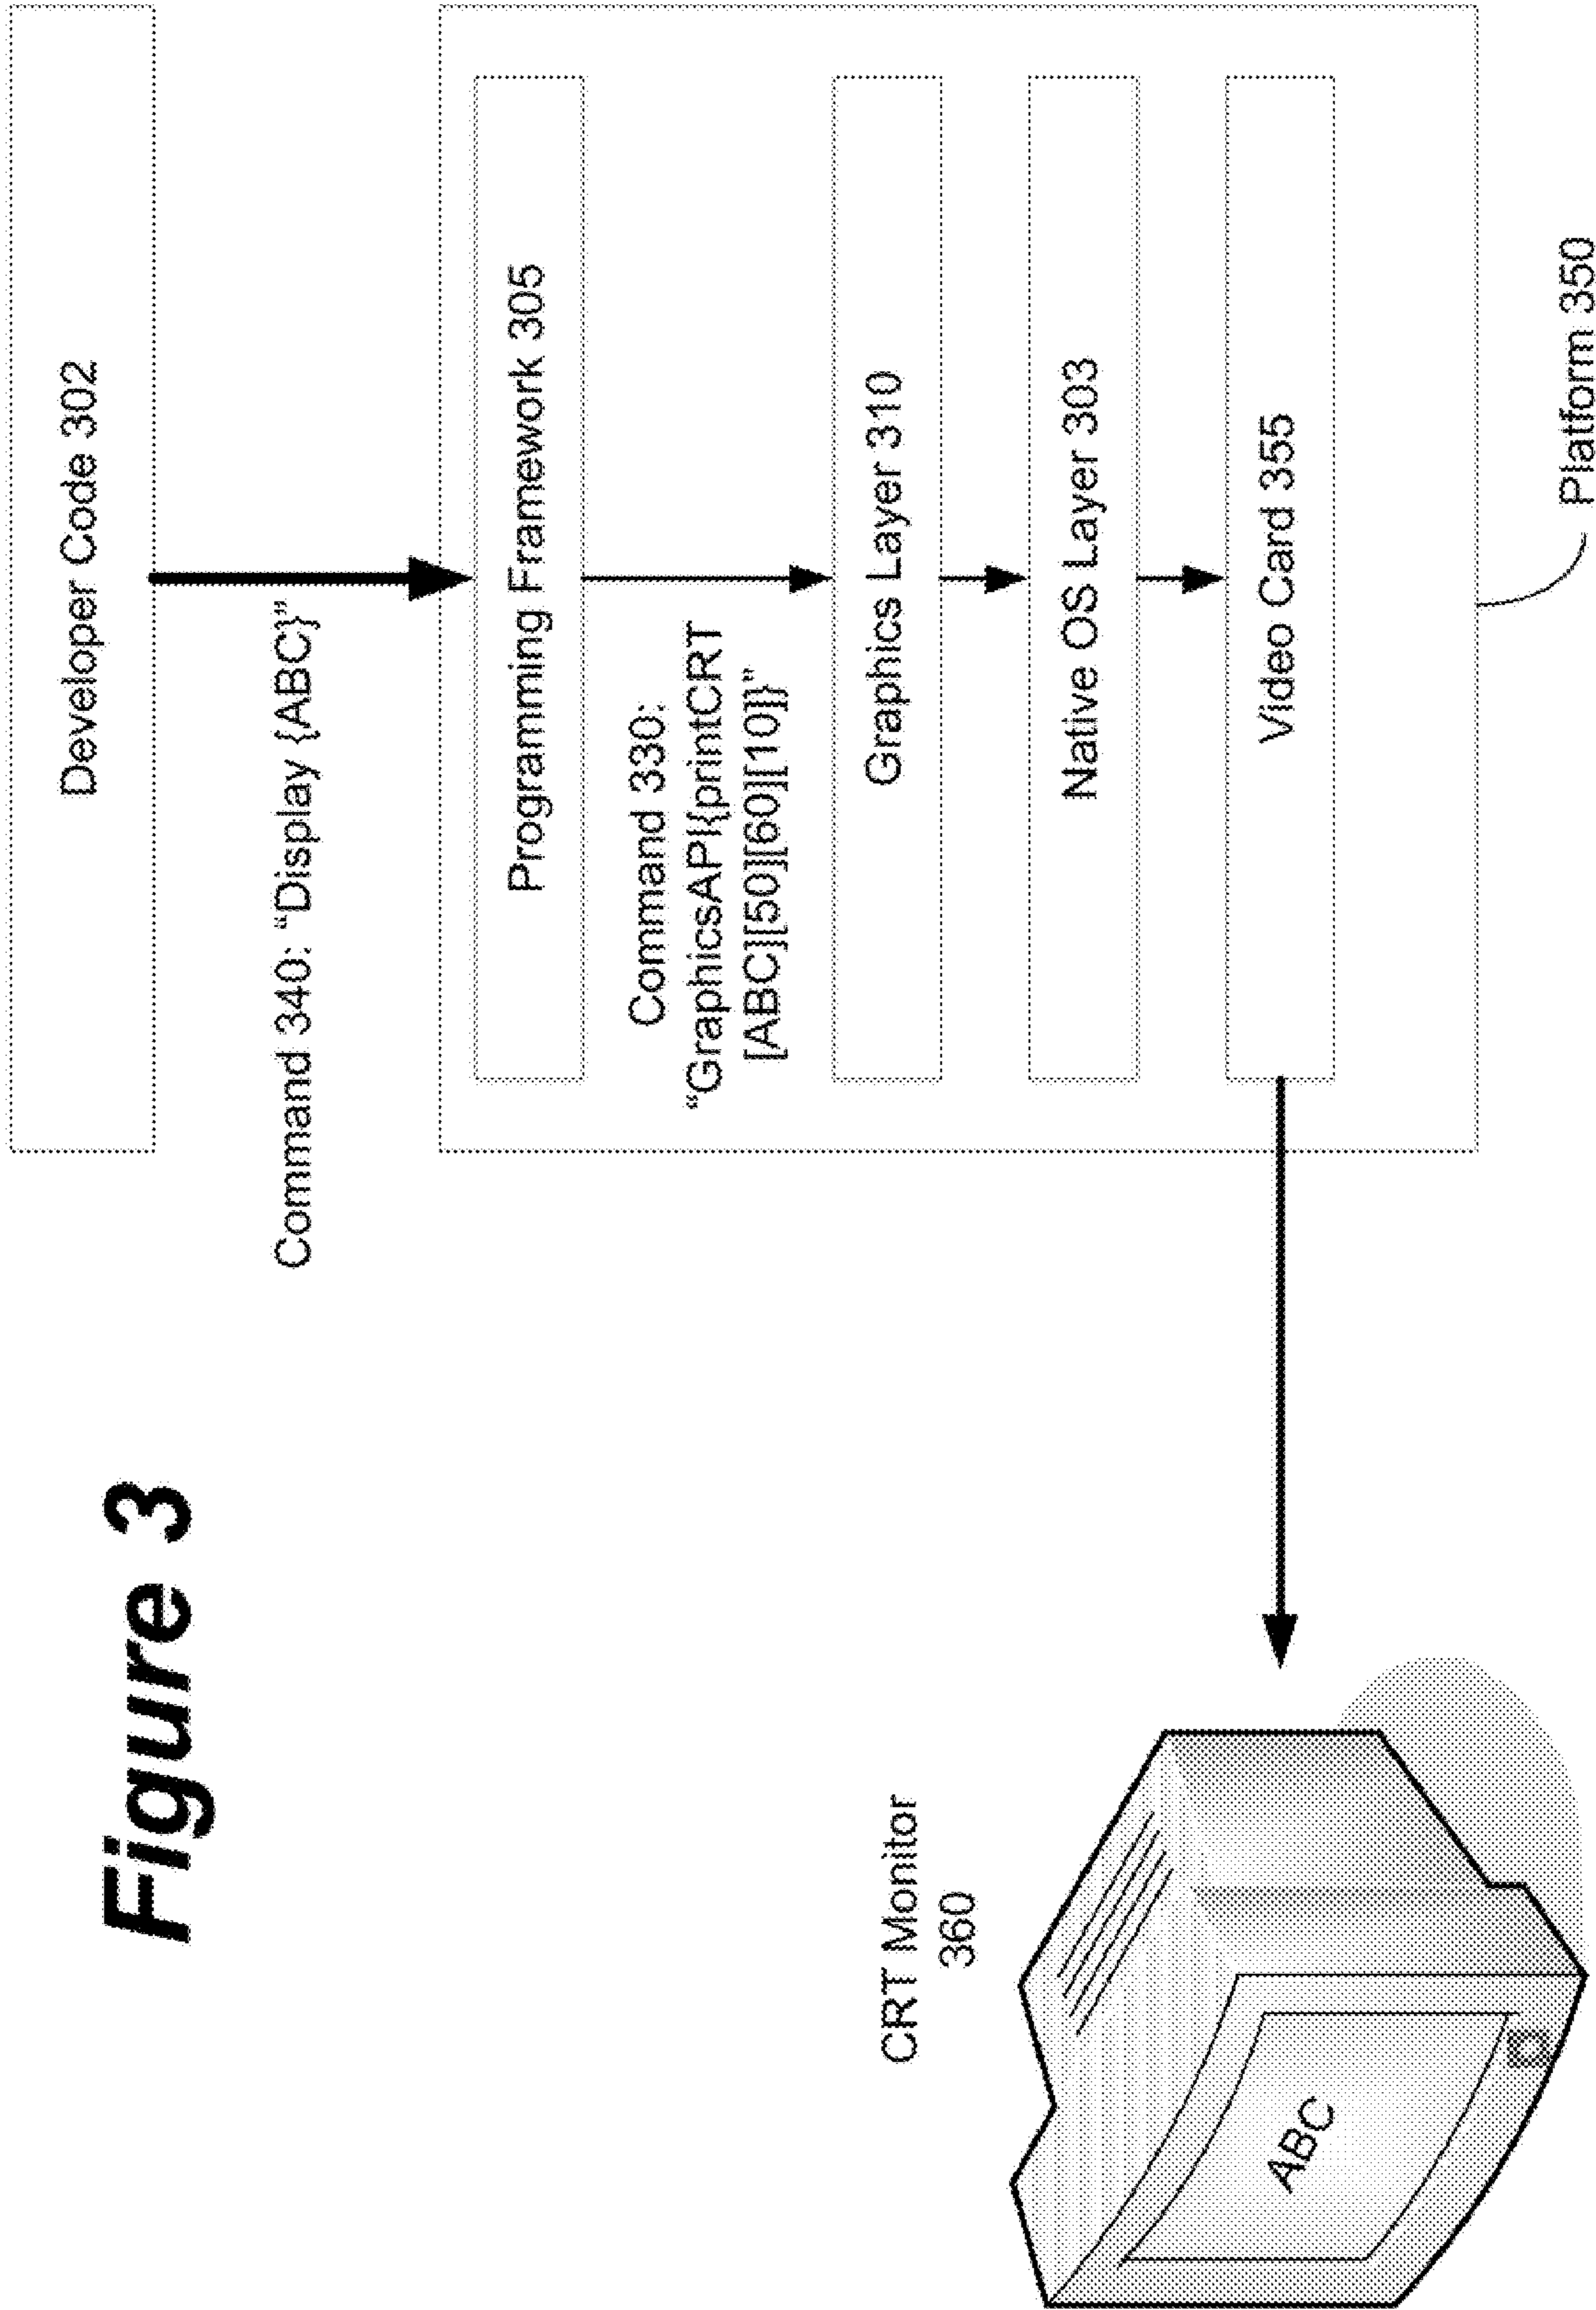 Figure 3
Developer Code 302
Command 340: “Display {ABC}”
Programming Framework 305
Command 330:
“GraphicsAPI{printCRT
[ABC][50][60][10]}”
Graphics Layer 310
Native OS Layer 303
Video Card 355
Platform 350
CRT Monitor
360
ABC